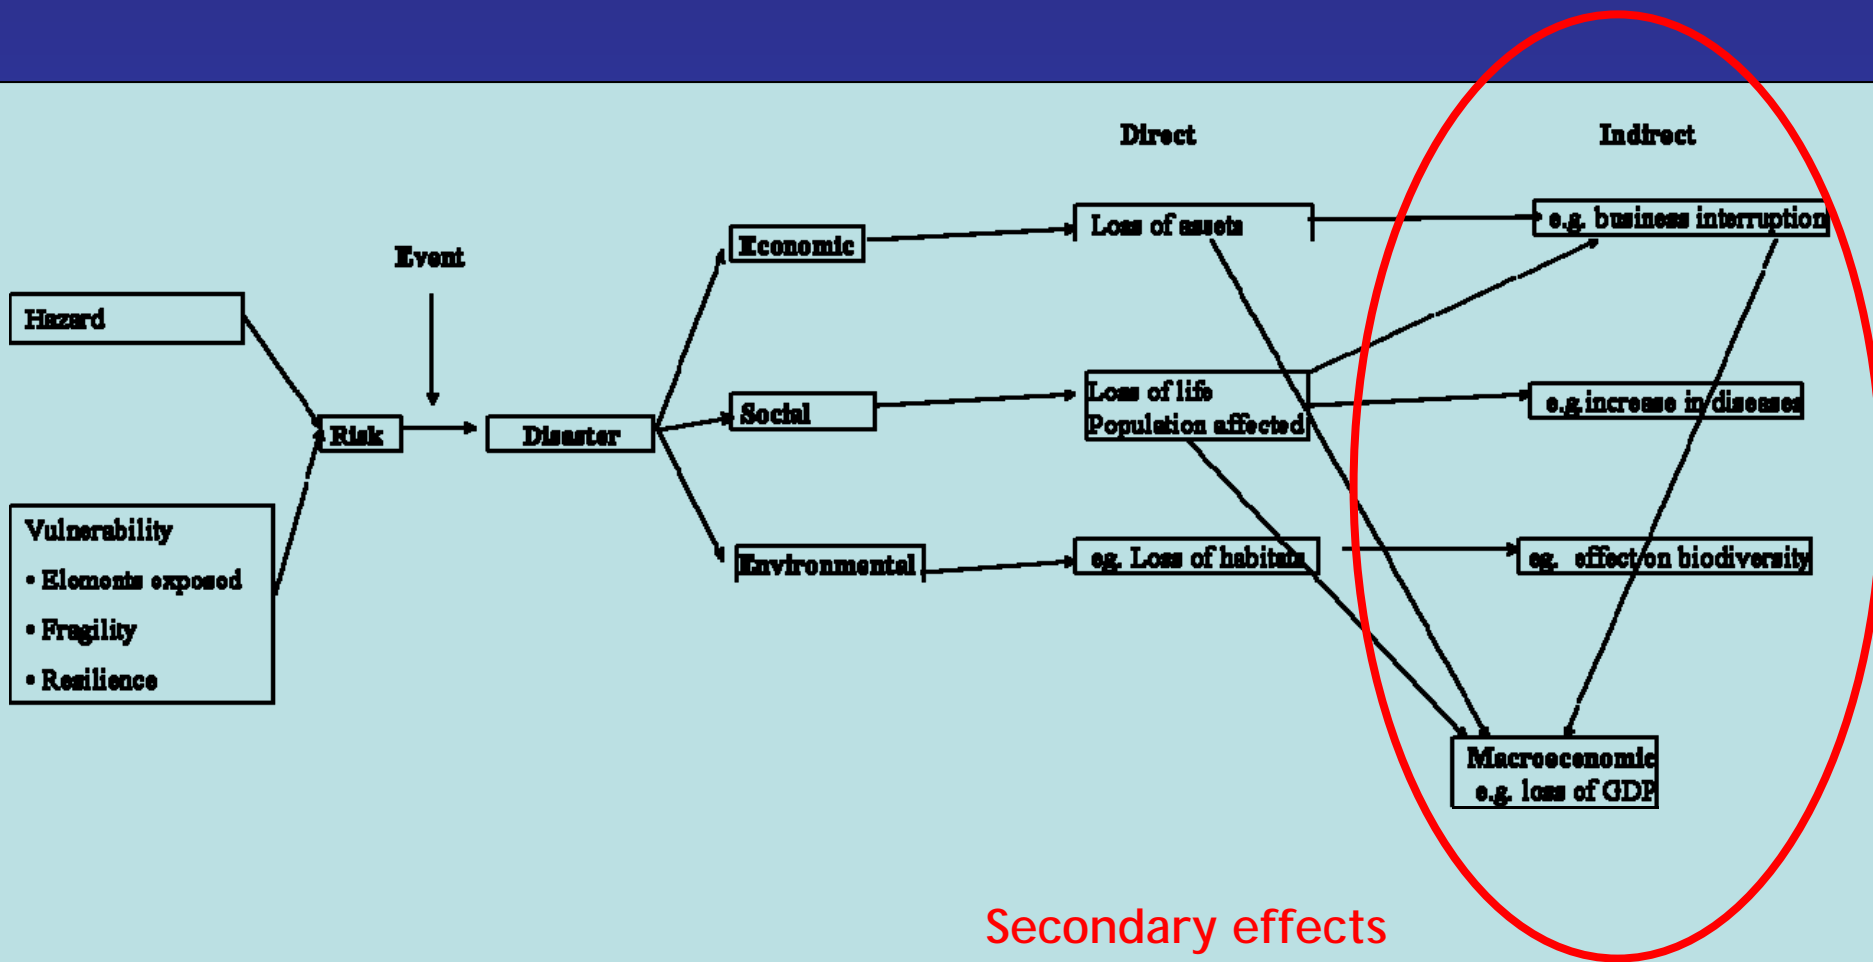 Direct
Indirect
Event
Hazard
Vulnerability
• Elements exposed
• Fragility
• Resilience
Risk
Disaster
Economic
Social
Environmental
Loss of assets
Loss of life
Population affected
eg. Loss of habitats
e.g. business interruption
e.g.increase in diseases
eg. effect on biodiversity
Macroeconomic
e.g. loss of GDP
Secondary effects